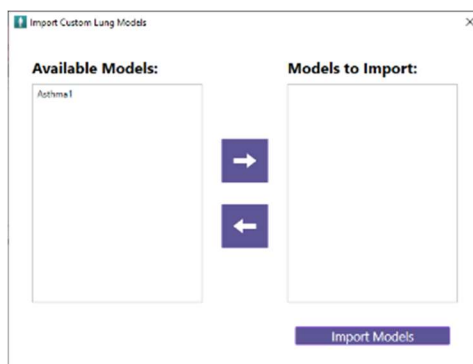 Import Custom Lung Models
Available Models:
Models to Import:
Asthma1
Import Models